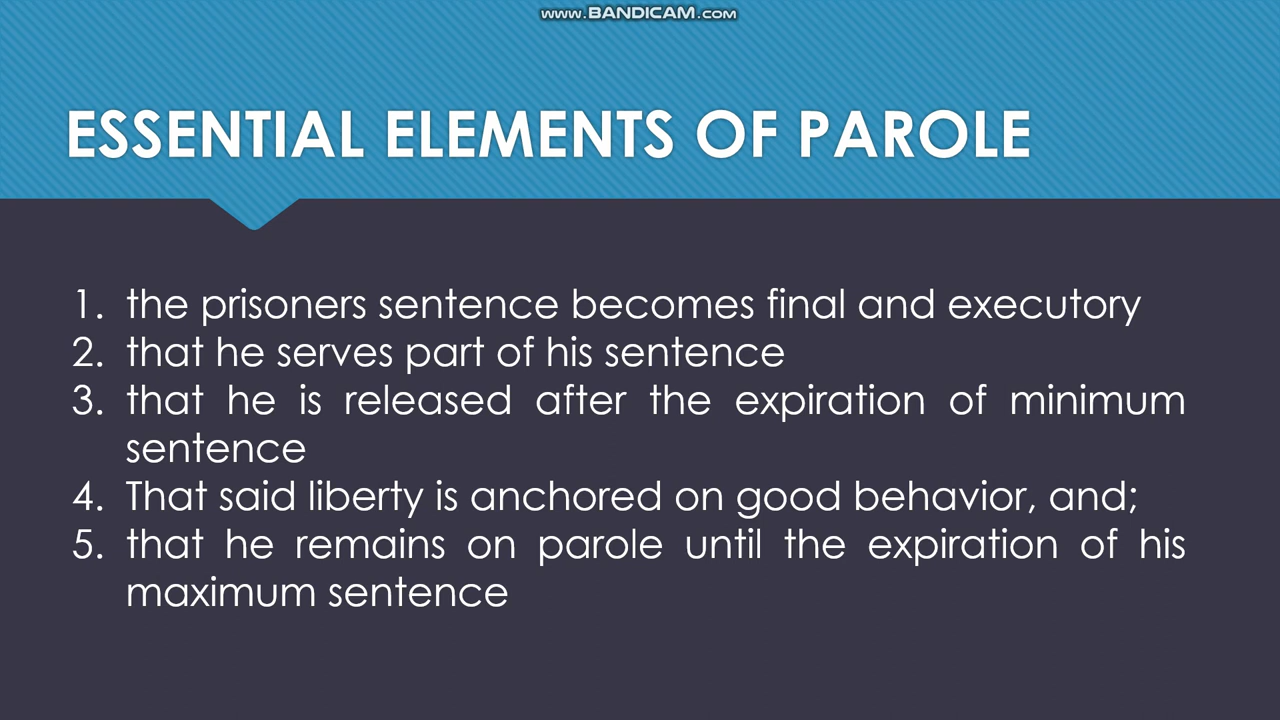 www.BANDICAM.com
ESSENTIAL ELEMENTS OF PAROLE
1. the prisoners sentence becomes final and executory
2. that he serves part of his sentence
3. that he is released after the expiration of minimum
sentence
4. That said liberty is anchored on good behavior, and;
5. that he remains on parole until the expiration of his
maximum sentence